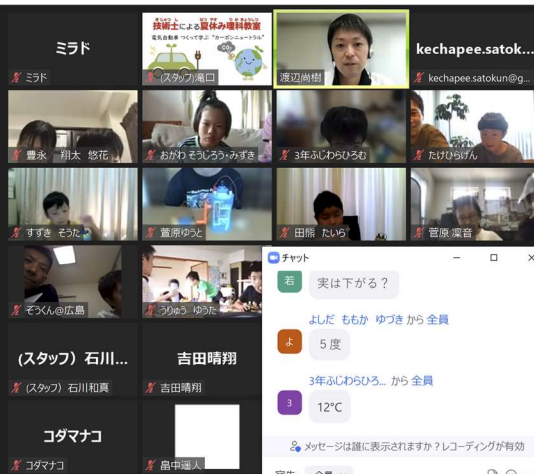 ミラド
ミラド
技術士による夏休み理科教室
電気自動車 つくって学ぶ "カーボンニュートラル"
CO₂
(スタッフ)滝口
渡辺尚樹
kechapee.satok...
kechapee.satokun@g...
豊永 翔太 悠花
おがわ そうじろう・みずき
3年ふじわらひろむ
たけひらげん
すずき そうた
菅原ゆうと
田熊 たいら
菅原 凜音
ぞうくん@広島
うりゅう ゆうた
(スタッフ) 石川...
(スタッフ) 石川和真
吉田晴翔
吉田晴翔
コダマナコ
コダマナコ
畠中遥人
チャット
若
実は下がる？
よしだ ももか ゆづき から 全員
よ
5 度
3年ふじわらひろ... から 全員
3
12°C
メッセージは誰に表示されますか？レコーディングが有効